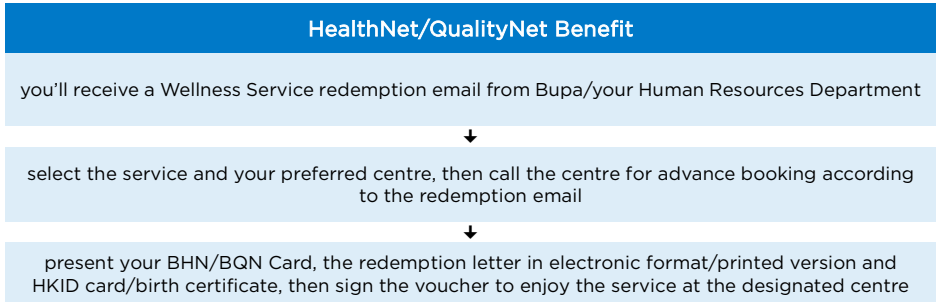 HealthNet/QualityNet Benefit
you’ll receive a Wellness Service redemption email from Bupa/your Human Resources Department
select the service and your preferred centre, then call the centre for advance booking according
to the redemption email
present your BHN/BQN Card, the redemption letter in electronic format/printed version and
HKID card/birth certificate, then sign the voucher to enjoy the service at the designated centre